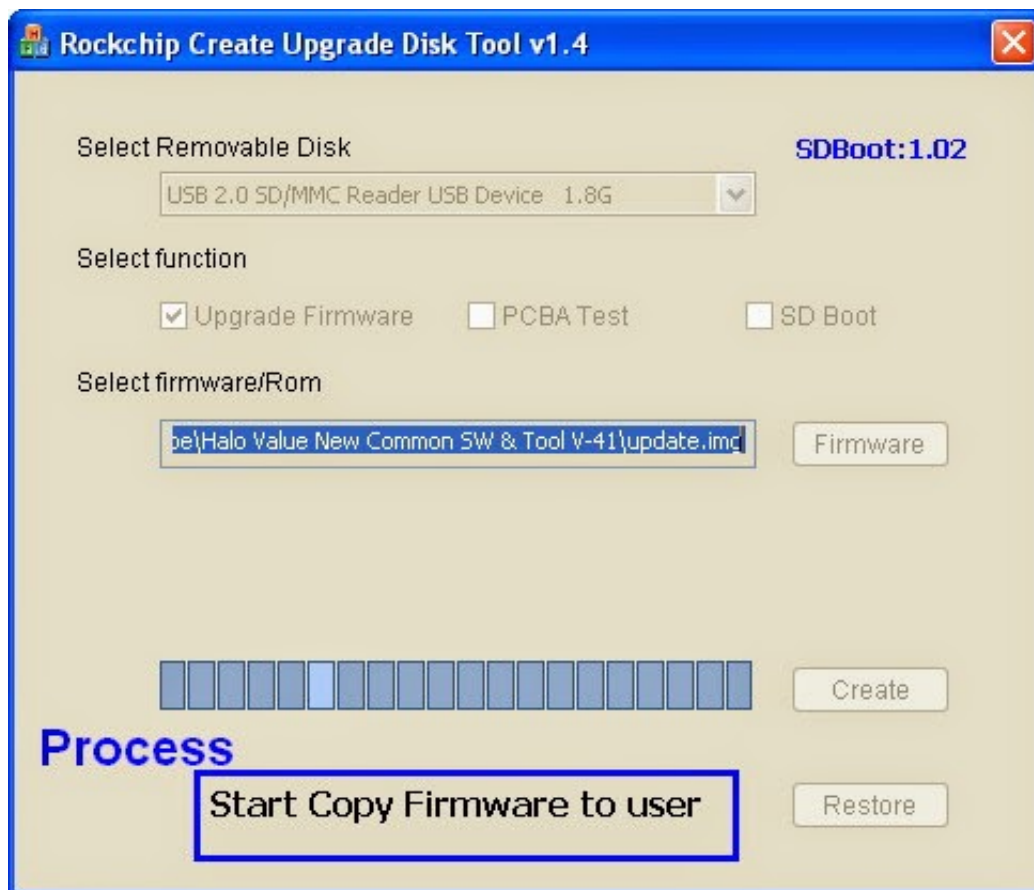 Rockchip Create Upgrade Disk Tool v1.4
Select Removable Disk
SDBoot:1.02
USB 2.0 SD/MMC Reader USB Device 1.8G
Select function
Upgrade Firmware
PCBA Test
SD Boot
Select firmware/Rom
pe\Halo Value New Common SW & Tool V-41\update.img
Firmware
Create
Process
Start Copy Firmware to user
Restore